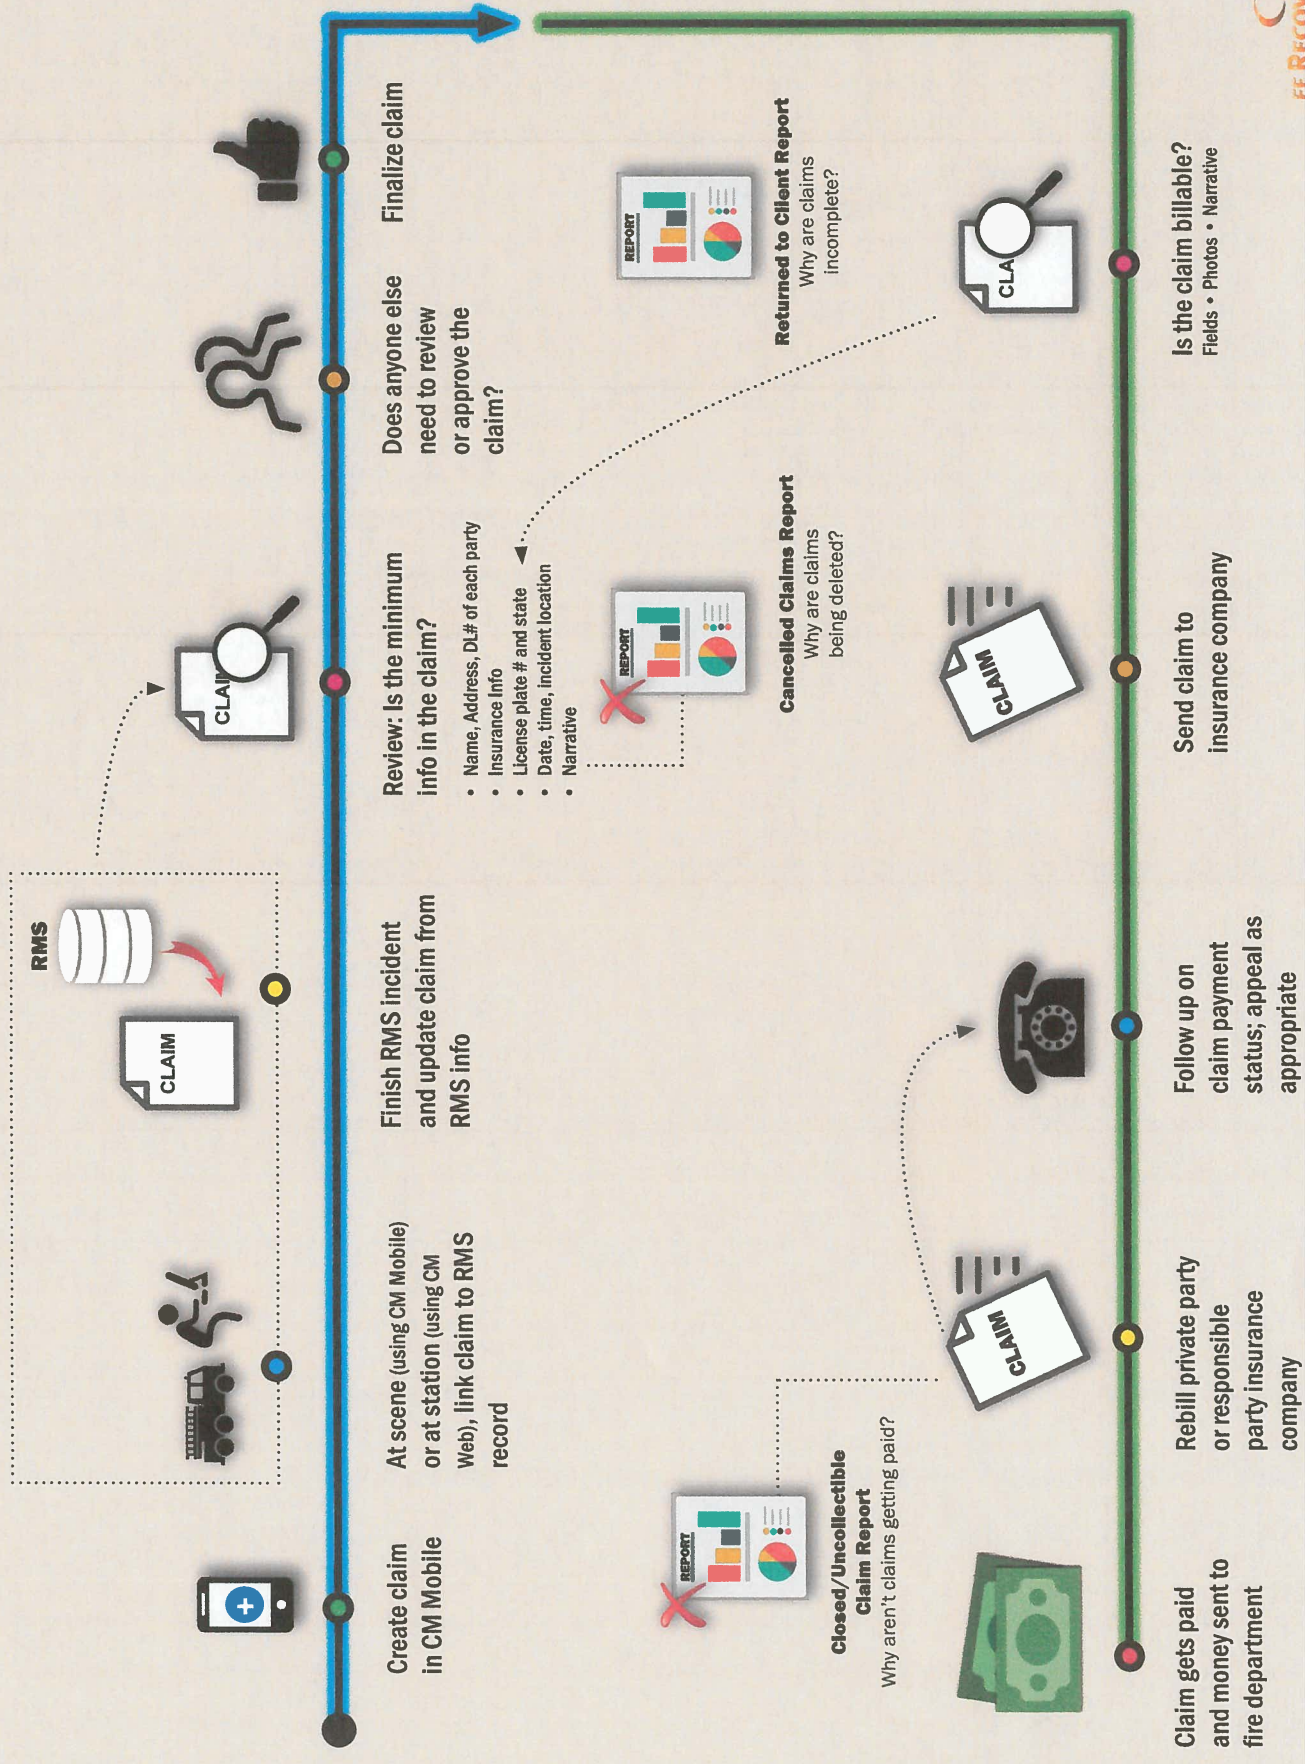 Create claim
in CM Mobile
At scene (using CM Mobile)
or at station (using CM
Web), link claim to RMS
record
RMS
CLAIM
Finish RMS incident
and update claim from
RMS info
CLAIM
Review: Is the minimum
info in the claim?
• Name, Address, DL# of each party
• Insurance Info
• License plate # and state
• Date, time, incident location
• Narrative
Does anyone else
need to review
or approve the
claim?
Finalize claim
REPORT
Closed/Uncollectible
Claim Report
Why aren't claims getting paid?
REPORT
Cancelled Claims Report
Why are claims
being deleted?
REPORT
Returned to Client Report
Why are claims
incomplete?
Claim gets paid
and money sent to
fire department
CLAIM
Rebill private party
or responsible
party insurance
company
Follow up on
claim payment
status; appeal as
appropriate
CLAIM
Send claim to
insurance company
CLA
Is the claim billable?
Fields • Photos • Narrative